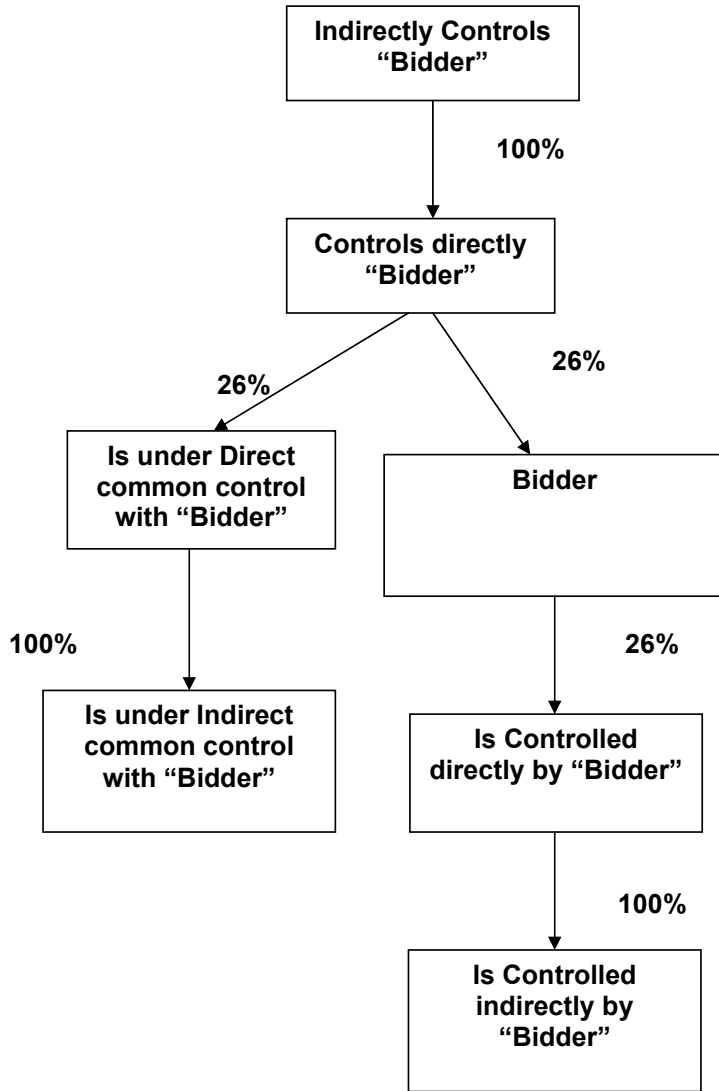 Indirectly Controls
“Bidder”
100%
Controls directly
“Bidder”
26%
26%
Is under Direct
common control
with “Bidder”
Bidder
100%
26%
Is under Indirect
common control
with “Bidder”
Is Controlled
directly by “Bidder”
100%
Is Controlled
indirectly by
“Bidder”